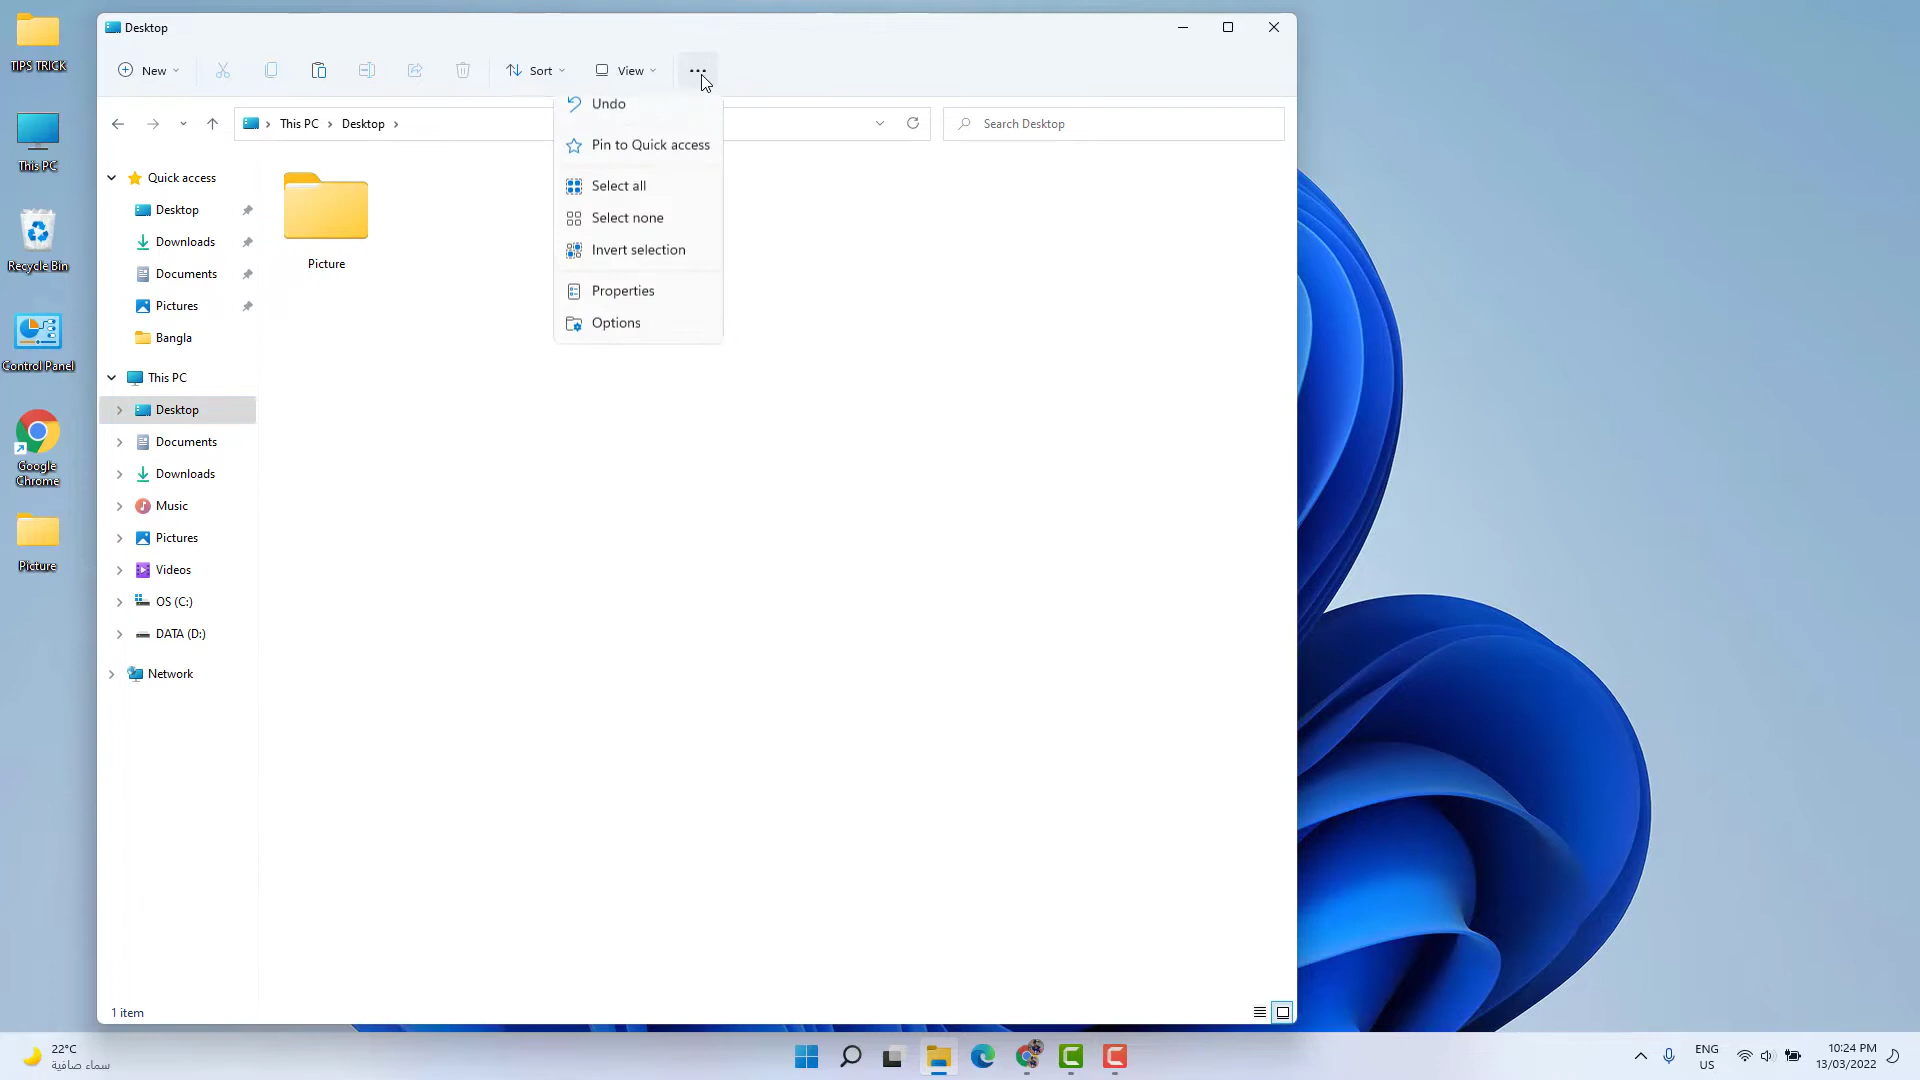 TIPS TRICK
This PC
Recycle Bin
Control Panel
Google
Chrome
Picture
Desktop
New
Sort
View
Undo
Pin to Quick access
Select all
Select none
Invert selection
Properties
Options
This PC
Desktop
Search Desktop
Quick access
Desktop
Downloads
Documents
Pictures
Bangla
This PC
Desktop
Documents
Downloads
Music
Pictures
Videos
OS (C:)
DATA (D:)
Network
Picture
1 item
22°C
سماء صافية
ENG
US
10:24 PM
13/03/2022